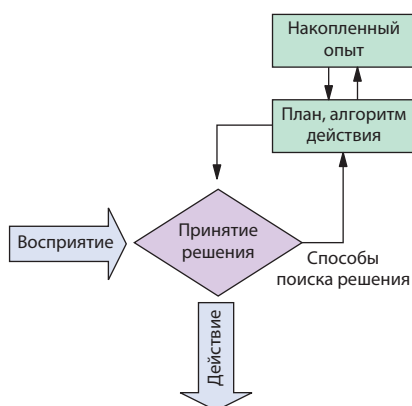 Накопленный
опыт
План, алгоритм
действия
Восприятие
Принятие
решения
Способы
поиска решения
Действие